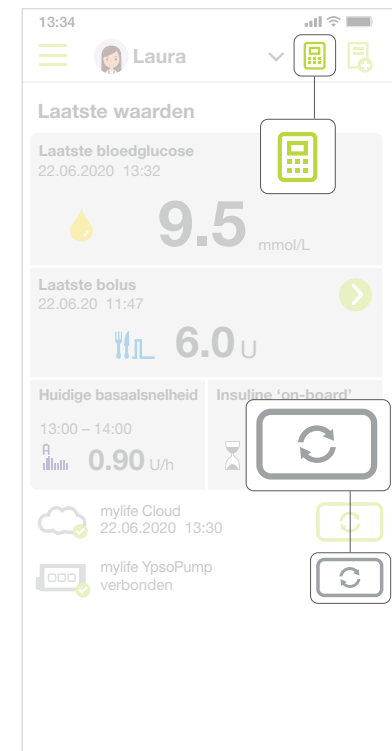 13:34
Laura
Laatste waarden
Laatste bloedglucose
22.06.2020 13:32
9.5 mmol/L
Laatste bolus
22.06.20 11:47
6.0 U
Huidige basaalsnelheid
13:00 – 14:00
A 0.90 U/h
Insuline ‘on-board’
mylife Cloud
22.06.2020 13:30
mylife YpsoPump
verbonden